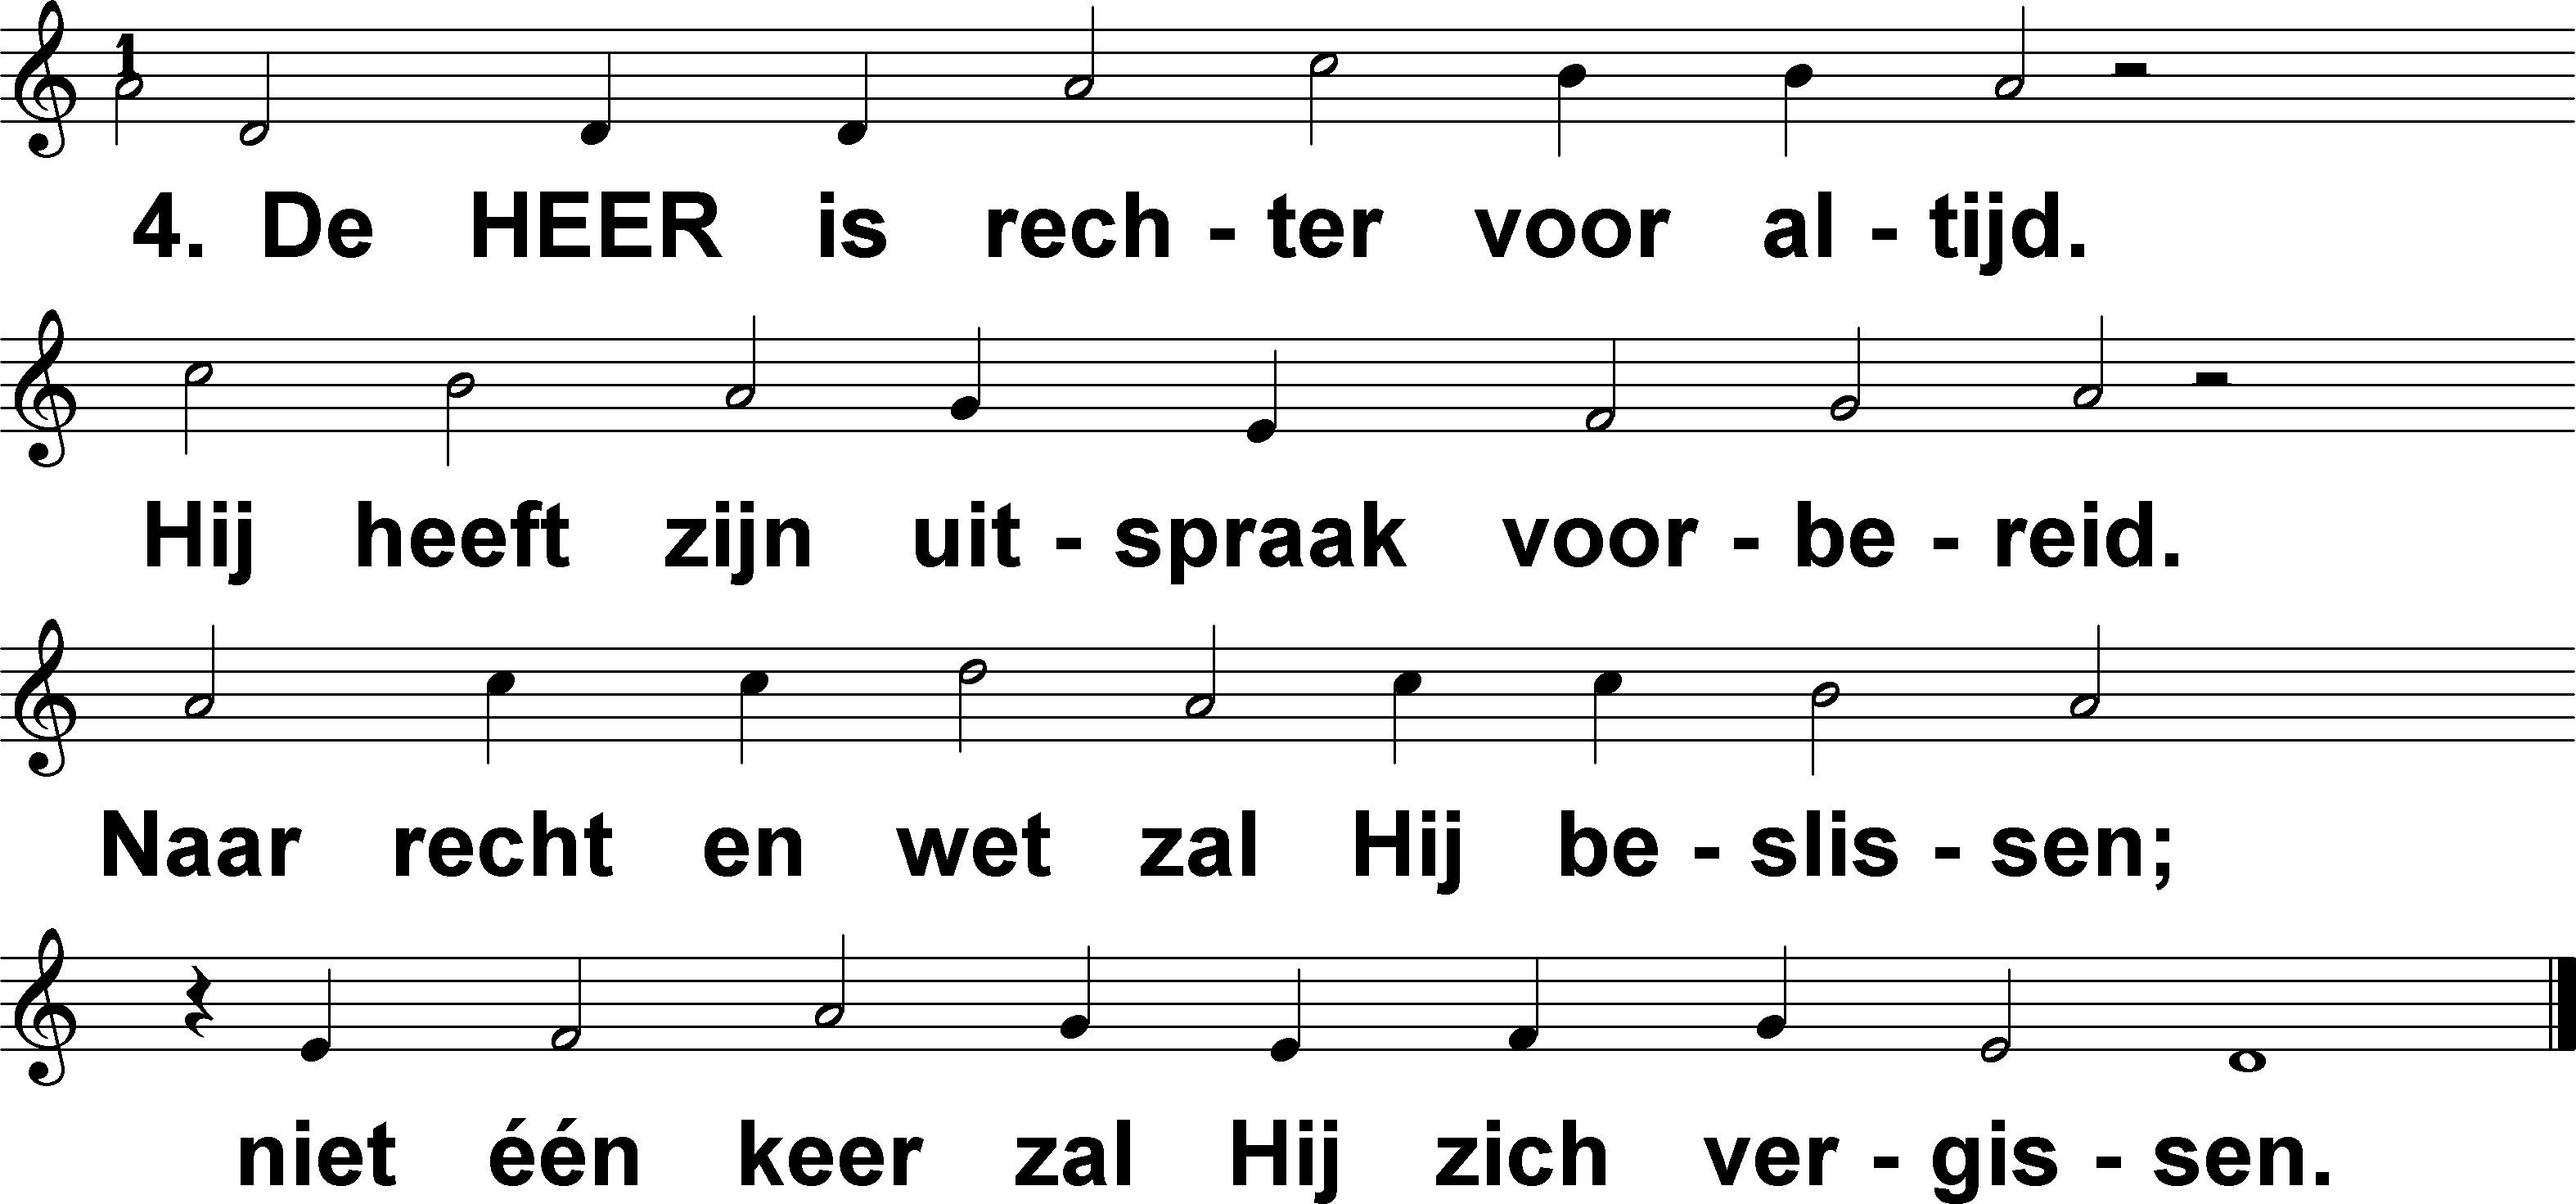 1
4. De HEER is rech - ter voor al - tijd.
Hij heeft zijn uit - spraak voor - be - reid.
Naar recht en wet zal Hij be - slis - sen;
niet één keer zal Hij zich ver - gis - sen.